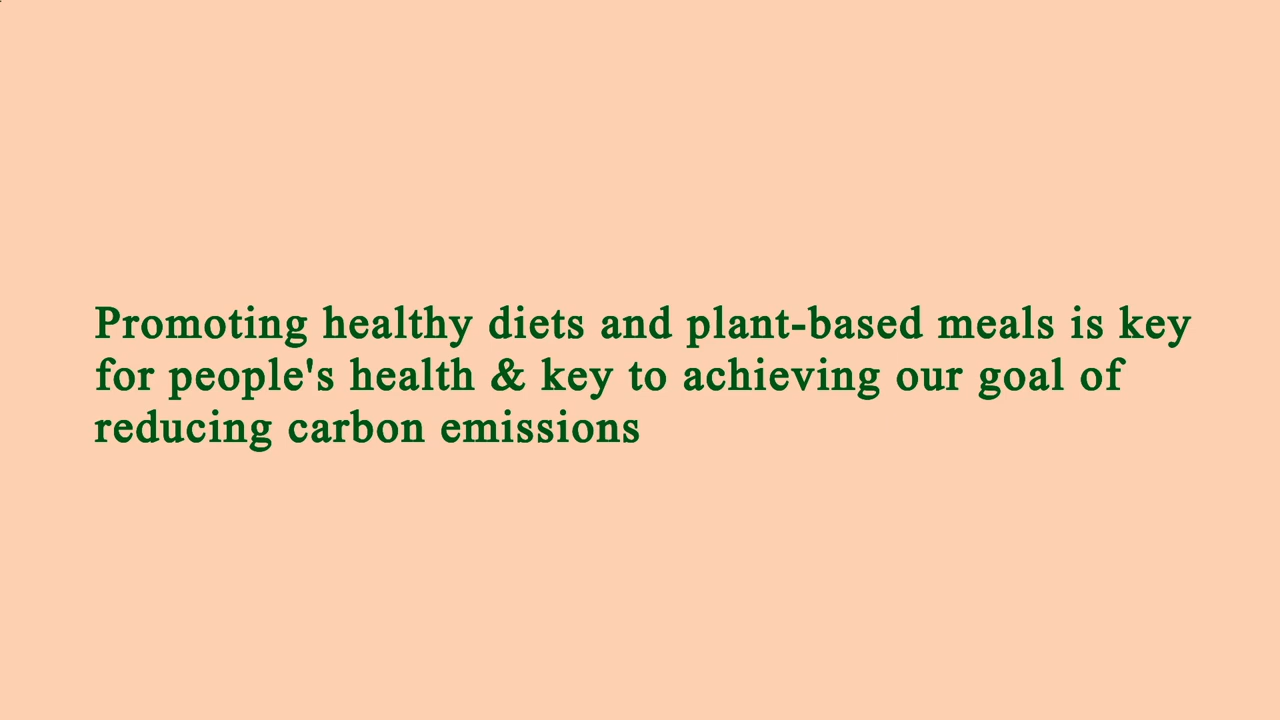 Promoting healthy diets and plant-based meals is key
for people's health & key to achieving our goal of
reducing carbon emissions